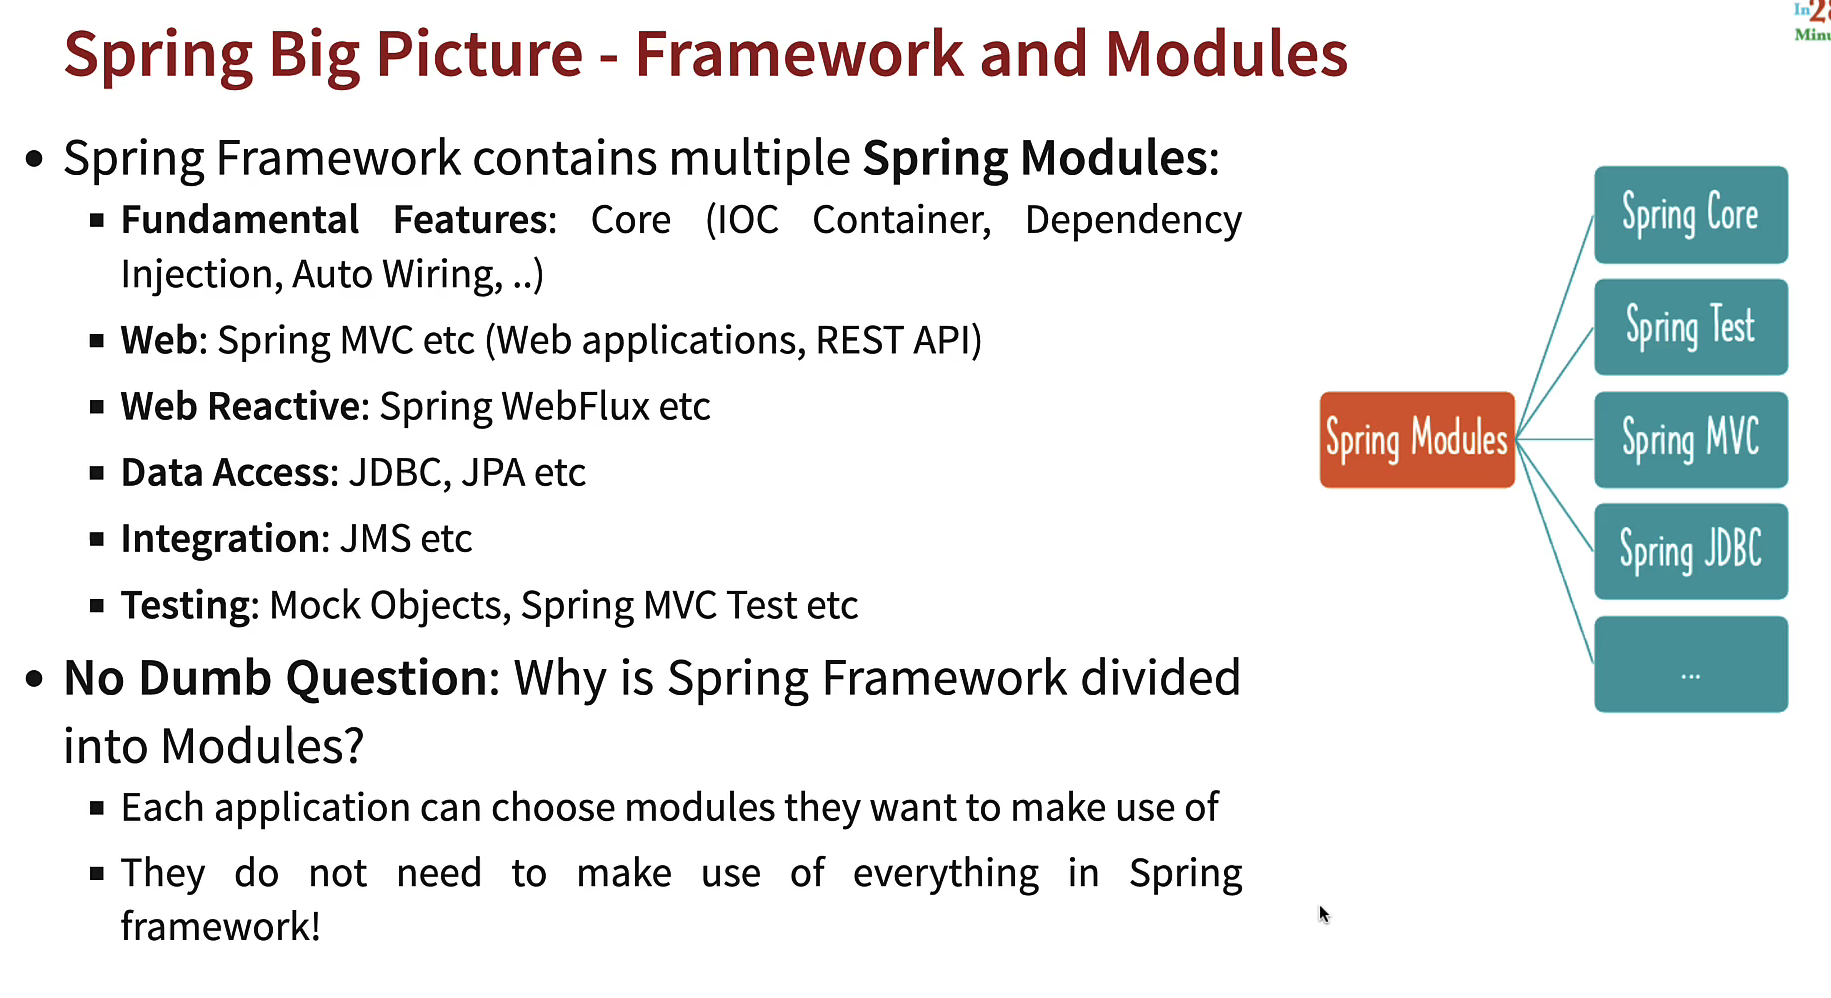 Spring Big Picture - Framework and Modules
• Spring Framework contains multiple Spring Modules:
▪ Fundamental Features: Core (IOC Container, Dependency
Injection, Auto Wiring, ..)
▪ Web: Spring MVC etc (Web applications, REST API)
▪ Web Reactive: Spring WebFlux etc
▪ Data Access: JDBC, JPA etc
▪ Integration: JMS etc
▪ Testing: Mock Objects, Spring MVC Test etc
• No Dumb Question: Why is Spring Framework divided
into Modules?
▪ Each application can choose modules they want to make use of
▪ They do not need to make use of everything in Spring
framework!
Spring Modules
Spring Core
Spring Test
Spring MVC
Spring JDBC
...
In